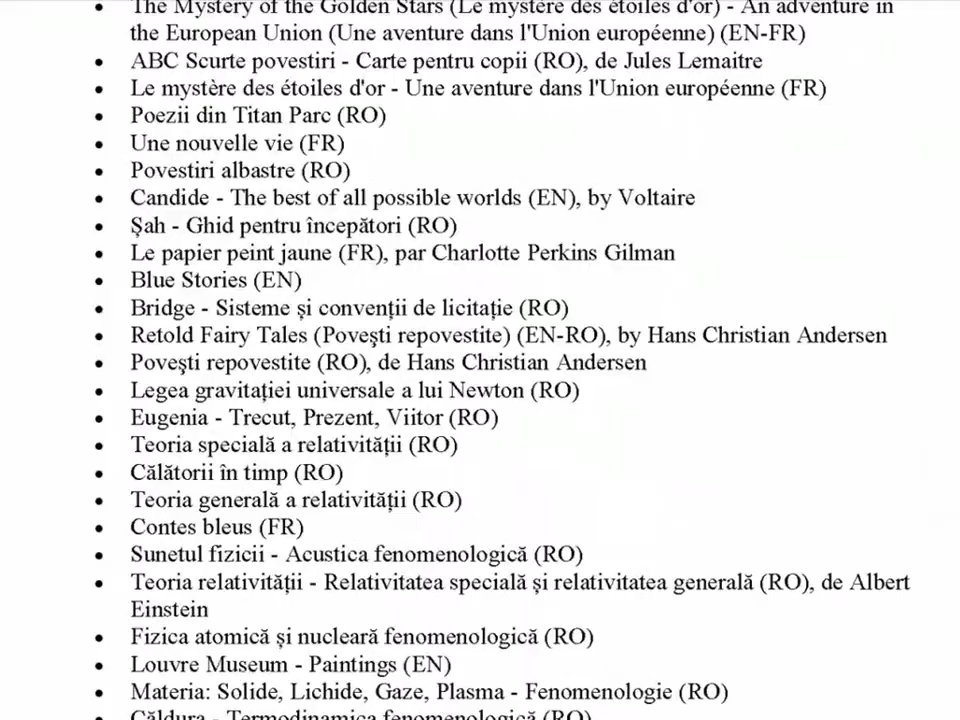 The Mystery of the Golden Stars (Le mystère des étoiles d'or) - An adventure in
the European Union (Une aventure dans l'Union européenne) (EN-FR)
• ABC Scurte povestiri - Carte pentru copii (RO), de Jules Lemaitre
• Le mystère des étoiles d'or - Une aventure dans l'Union européenne (FR)
• Poezii din Titan Parc (RO)
• Une nouvelle vie (FR)
• Povestiri albastre (RO)
• Candide - The best of all possible worlds (EN), by Voltaire
• Șah - Ghid pentru începători (RO)
• Le papier peint jaune (FR), par Charlotte Perkins Gilman
• Blue Stories (EN)
• Bridge - Sisteme și convenții de licitație (RO)
• Retold Fairy Tales (Poveşti repovestite) (EN-RO), by Hans Christian Andersen
• Poveşti repovestite (RO), de Hans Christian Andersen
• Legea gravitației universale a lui Newton (RO)
• Eugenia - Trecut, Prezent, Viitor (RO)
• Teoria specială a relativității (RO)
• Călătorii în timp (RO)
• Teoria generală a relativității (RO)
• Contes bleus (FR)
• Sunetul fizicii - Acustica fenomenologică (RO)
• Teoria relativității - Relativitatea specială și relativitatea generală (RO), de Albert
Einstein
• Fizica atomică și nucleară fenomenologică (RO)
• Louvre Museum - Paintings (EN)
• Materia: Solide, Lichide, Gaze, Plasma - Fenomenologie (RO)
• Căldura - Termodinamica fenomenologică (RO)